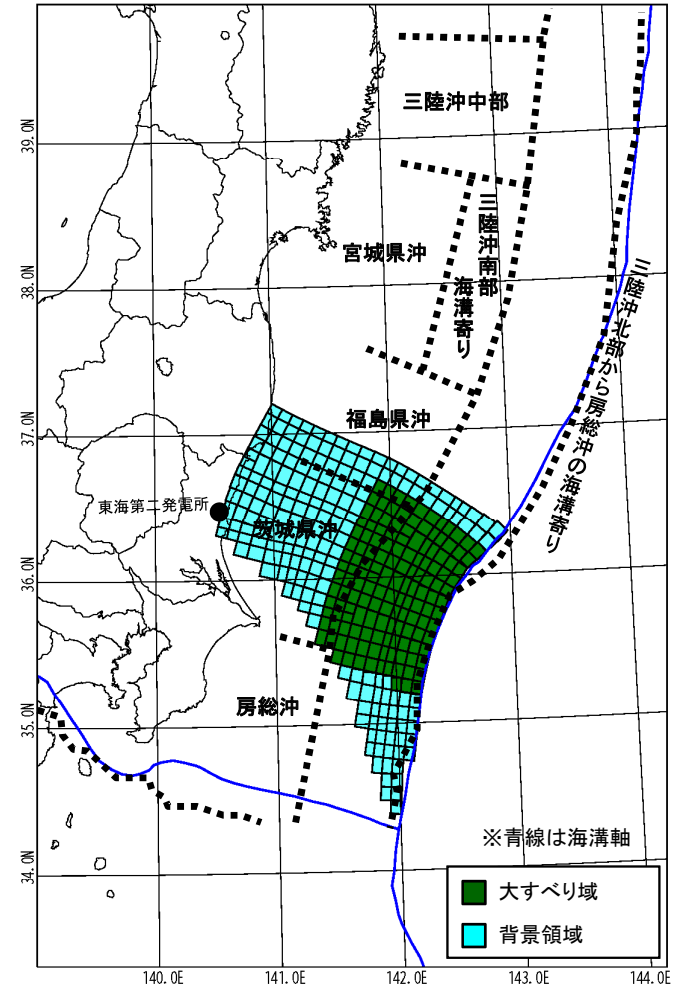 三陸沖中部
三陸沖南部
海溝寄り
宮城県沖
三陸沖北部から房総沖の海溝寄り
福島県沖
東海第二発電所
茨城県沖
房総沖
※青線は海溝軸
大すべり域
背景領域
39.0N
38.0N
37.0N
36.0N
35.0N
34.0N
140.0E
141.0E
142.0E
143.0E
144.0E